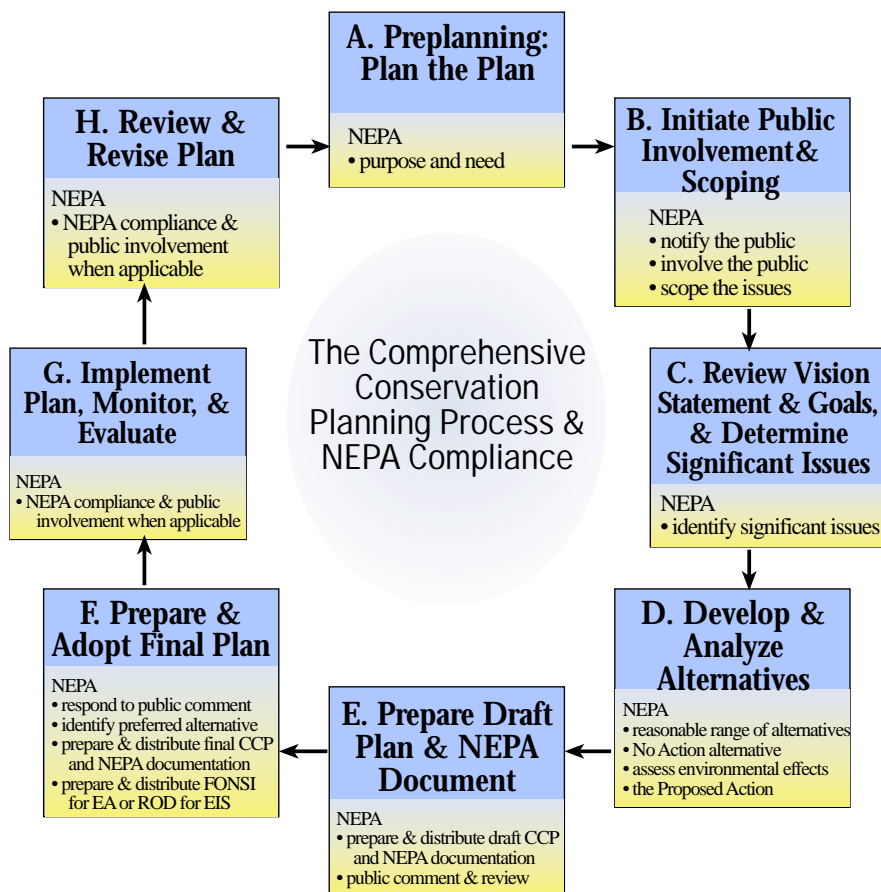 A. Preplanning:
Plan the Plan
NEPA
• purpose and need
B. Initiate Public
Involvement&
Scoping
NEPA
• notify the public
• involve the public
• scope the issues
C. Review Vision
Statement & Goals,
& Determine
Significant Issues
NEPA
• identify significant issues
D. Develop &
Analyze
Alternatives
NEPA
• reasonable range of alternatives
• No Action alternative
• assess environmental effects
• the Proposed Action
E. Prepare Draft
Plan & NEPA
Document
NEPA
• prepare & distribute draft CCP
and NEPA documentation
• public comment & review
F. Prepare &
Adopt Final Plan
NEPA
• respond to public comment
• identify preferred alternative
• prepare & distribute final CCP
and NEPA documentation
• prepare & distribute FONSI
for EA or ROD for EIS
G. Implement
Plan, Monitor, &
Evaluate
NEPA
• NEPA compliance & public
involvement when applicable
H. Review &
Revise Plan
NEPA
• NEPA compliance &
public involvement
when applicable
The Comprehensive
Conservation
Planning Process &
NEPA Compliance